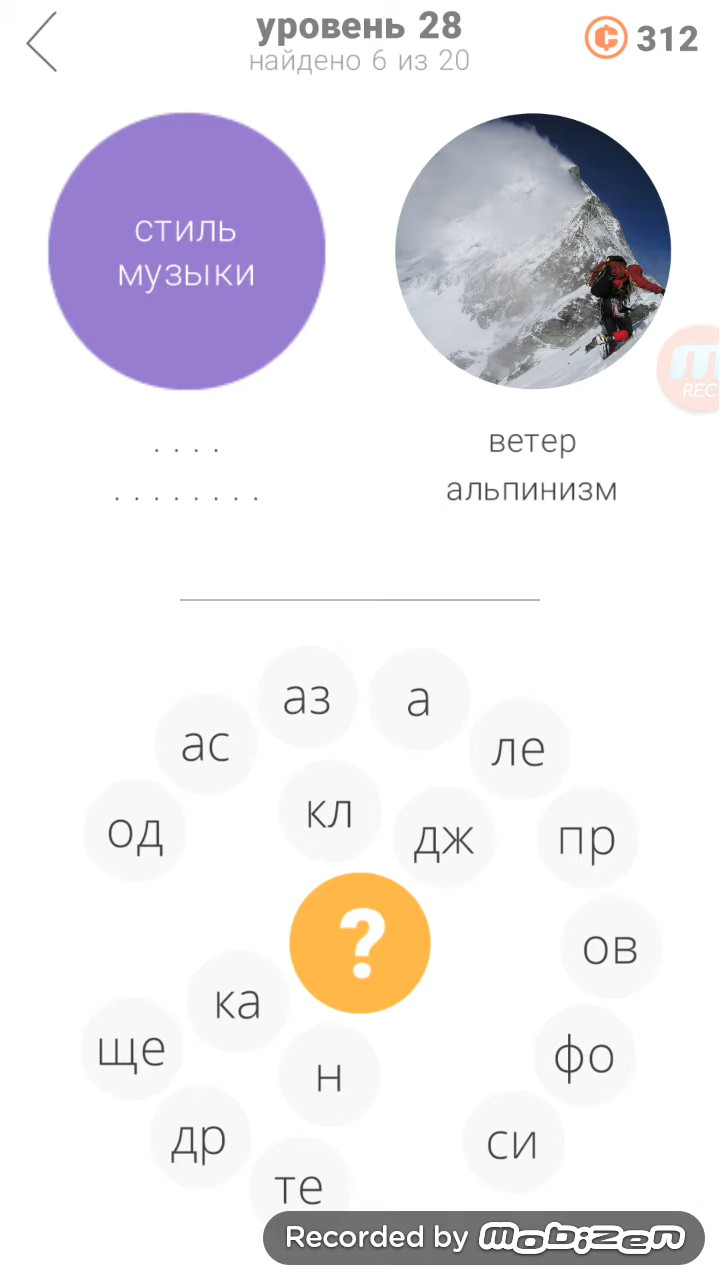 уровень 28
найдено 6 из 20
312
стиль
музыки
REC
. . . .
ветер
. . . . . . . .
альпинизм
аз
а
ас
ле
кл
од
дж
пр
?
ов
ка
ще
фо
н
др
си
те
Recorded by mobizen